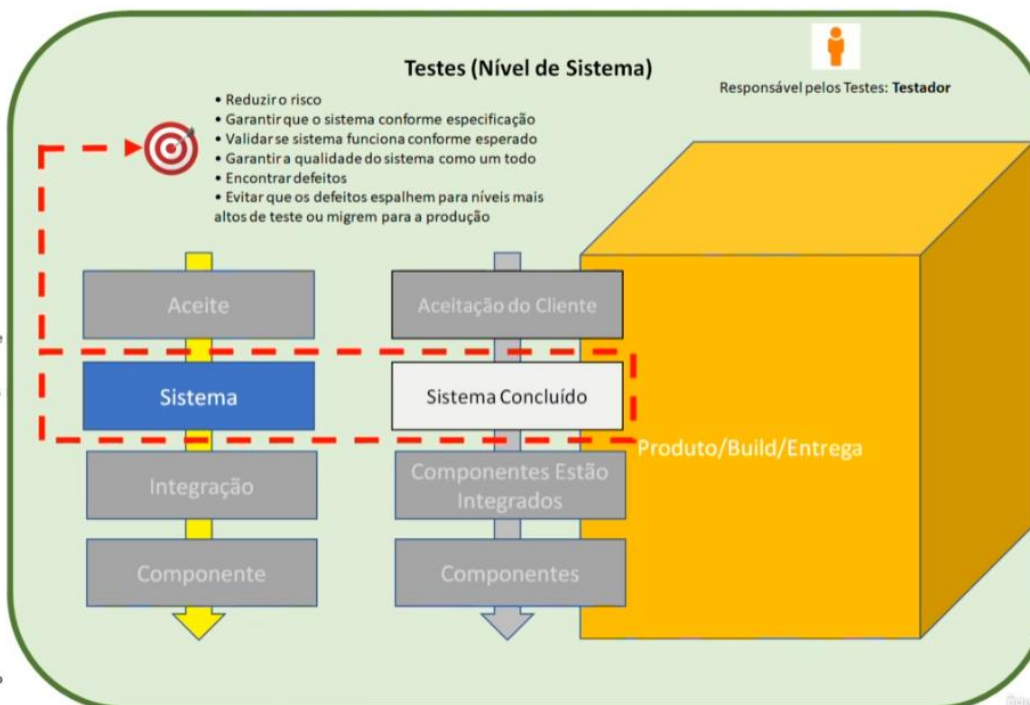 Testes (Nível de Sistema)
Responsável pelos Testes: Testador
• Reduzir o risco
• Garantir que o sistema conforme especificação
• Validar se sistema funciona conforme esperado
• Garantir a qualidade do sistema como um todo
• Encontrar defeitos
• Evitar que os defeitos espalhem para níveis mais
altos de teste ou migrem para a produção
Aceite
Aceitação do Cliente
Sistema
Sistema Concluído
Produto/Build/Entrega
Integração
Componentes Estão
Integrados
Componente
Componentes